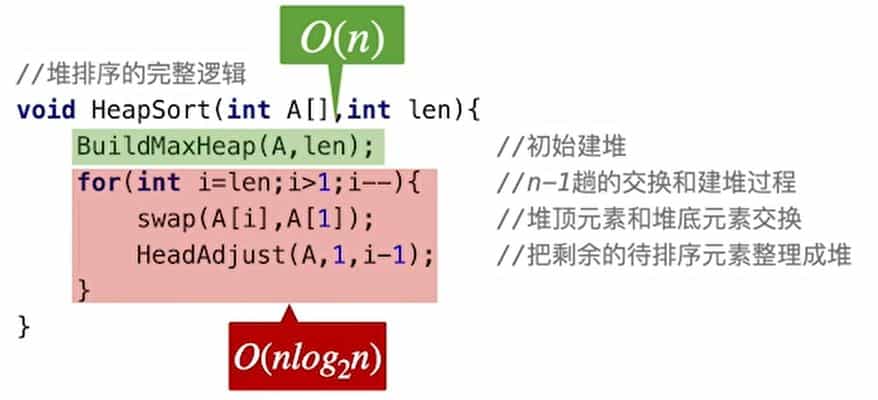 O(n)
//堆排序的完整逻辑
void HeapSort(int A[],int len){
BuildMaxHeap(A,len); //初始建堆
for(int i=len;i>1;i--){ //n-1趟的交换和建堆过程
swap(A[i],A[1]); //堆顶元素和堆底元素交换
HeadAdjust(A,1,i-1); //把剩余的待排序元素整理成堆
}
}
O(nlog₂n)